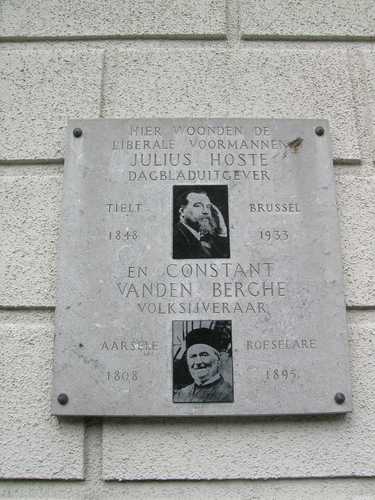 HIER WOONDEN DE
LIBERALE VOORMANNEN
JULIUS HOSTE
DAGBLADUITGEVER
TIELT BRUSSEL
1848 1933
EN CONSTANT
VANDEN BERGHE
VOLKSIJVERAAR
AARSELE ROESELARE
1808 1895